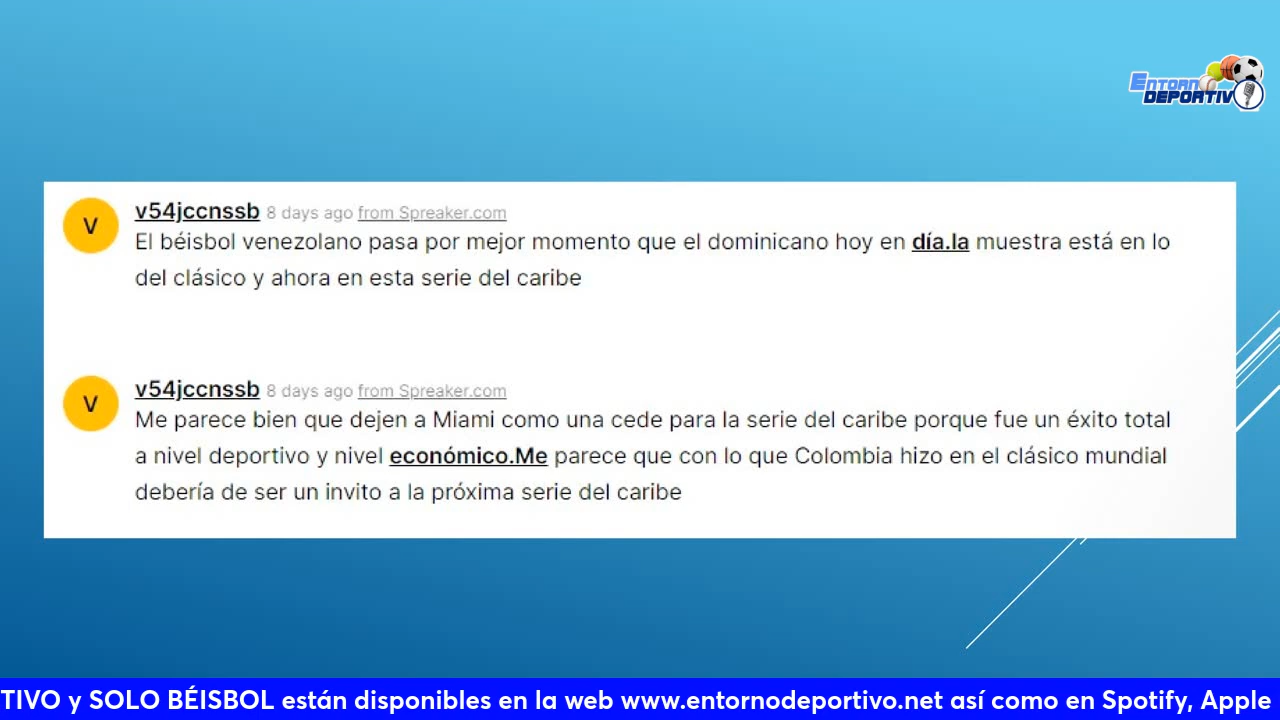 ENTORNO
DEPORTIVO
V
v54jccnssb 8 days ago from Spreaker.com
El béisbol venezolano pasa por mejor momento que el dominicano hoy en día.la muestra está en lo
del clásico y ahora en esta serie del caribe
V
v54jccnssb 8 days ago from Spreaker.com
Me parece bien que dejen a Miami como una cede para la serie del caribe porque fue un éxito total
a nivel deportivo y nivel económico.Me parece que con lo que Colombia hizo en el clásico mundial
debería de ser un invito a la próxima serie del caribe
TIVO y SOLO BÉISBOL están disponibles en la web www.entornodeportivo.net así como en Spotify, Apple